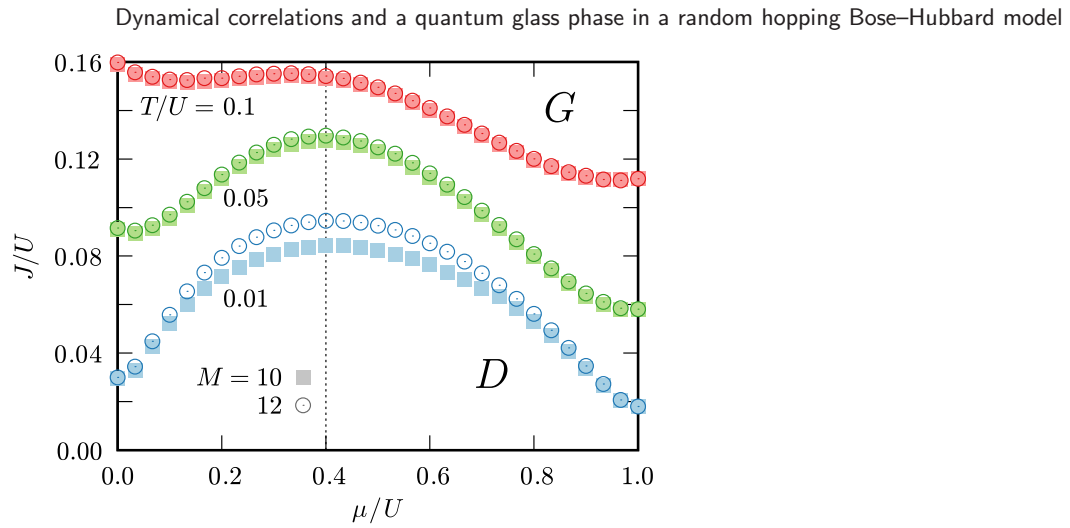 Dynamical correlations and a quantum glass phase in a random hopping Bose–Hubbard model
0.16
T/U = 0.1
G
0.12
0.05
J/U
0.08
0.01
0.04
M = 10
D
12
0.00
0.0 0.2 0.4 0.6 0.8 1.0
μ/U